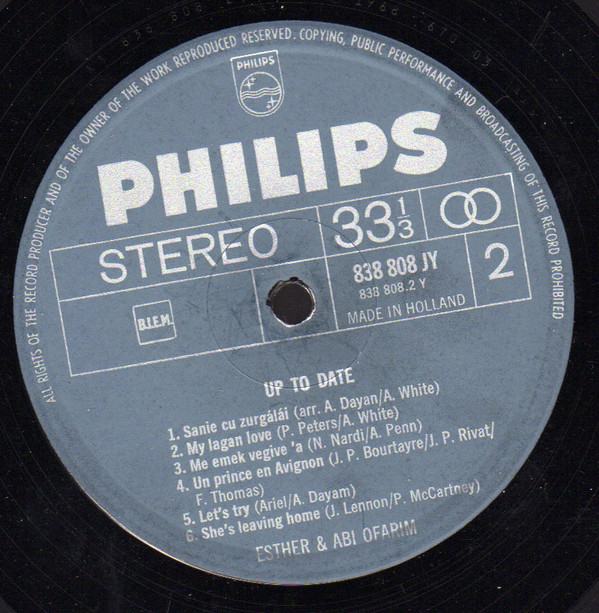 ALL RIGHTS OF THE RECORD PRODUCER AND OF THE OWNER OF THE WORK REPRODUCED RESERVED. COPYING, PUBLIC PERFORMANCE AND BROADCASTING OF THIS RECORD PROHIBITED
PHILIPS
PHILIPS
STEREO
33 1/3
838 808 JY
838 808.2 Y
2
B.I.E.M.
MADE IN HOLLAND
UP TO DATE
1. Sanie cu zurgălăi (arr. A. Dayan/A. White)
2. My lagan love (P. Peters/A. White)
3. Me emek vegive 'a (N. Nardi/A. Penn)
4. Un prince en Avignon (J. P. Bourtayre/J. P. Rivat/
F. Thomas)
5. Let's try (Ariel/A. Dayam)
6. She's leaving home (J. Lennon/P. McCartney)
ESTHER & ABI OFARIM